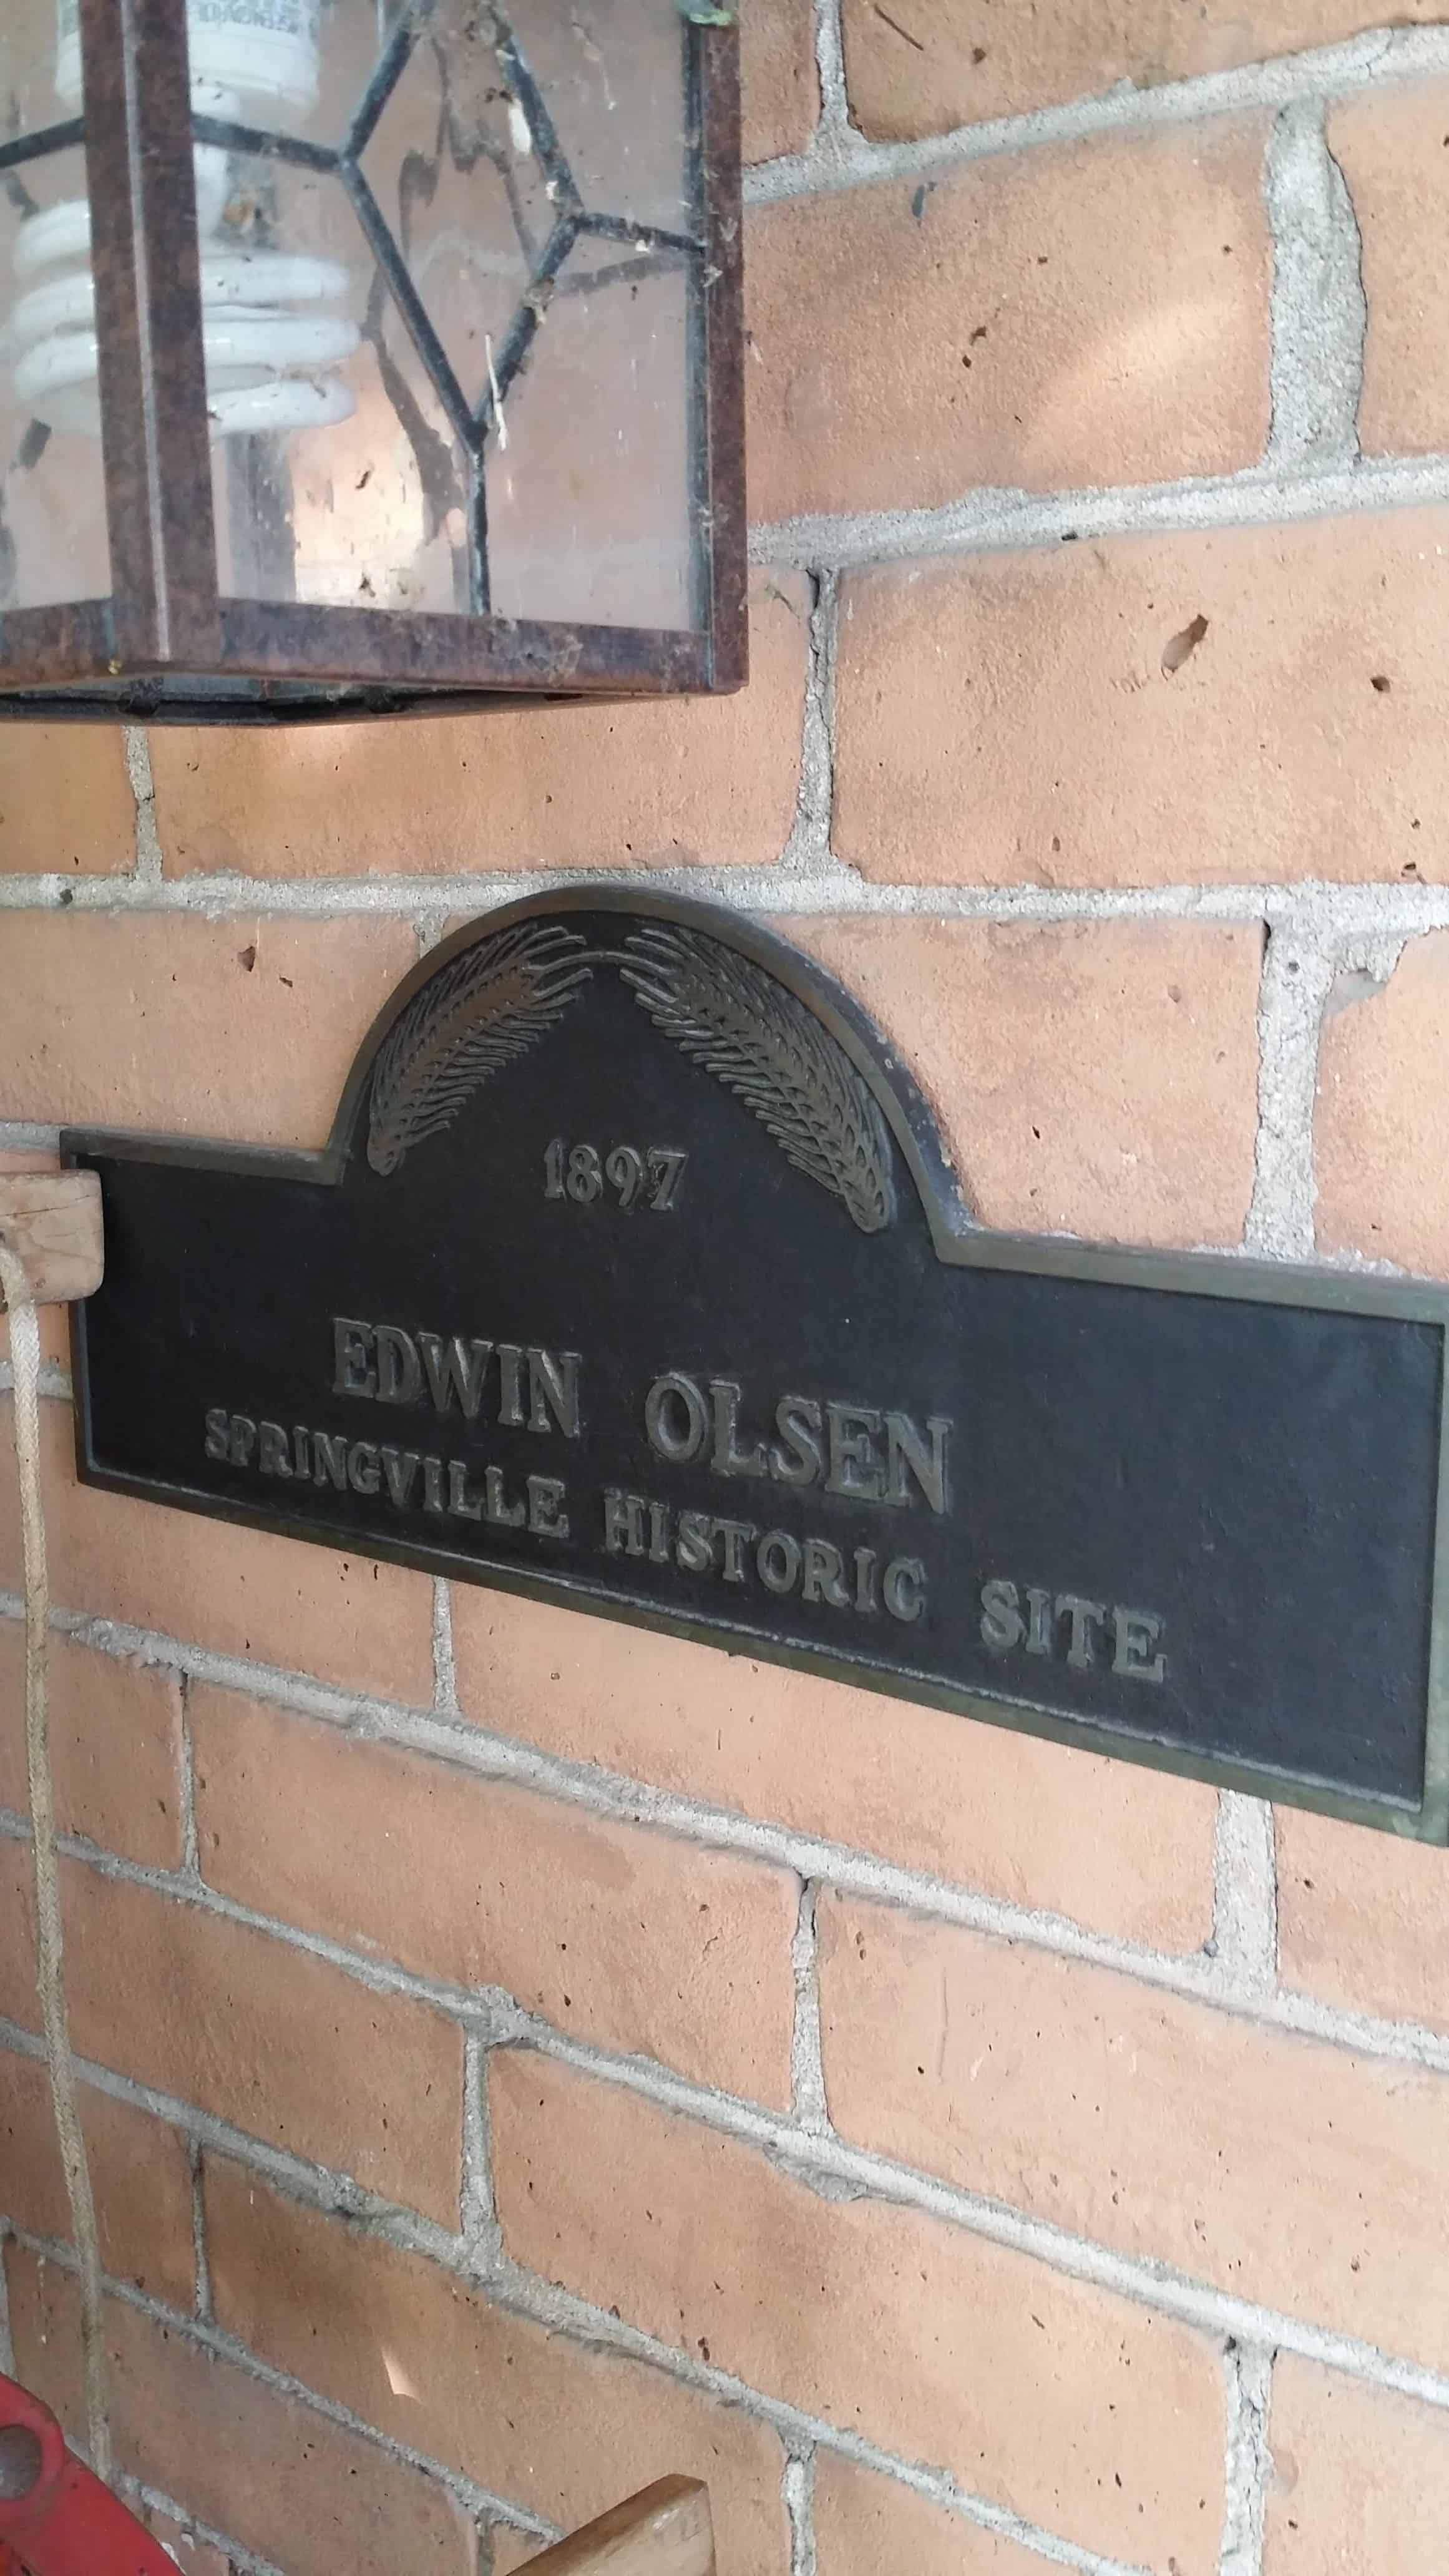 1897
EDWIN OLSEN
SPRINGVILLE HISTORIC SITE